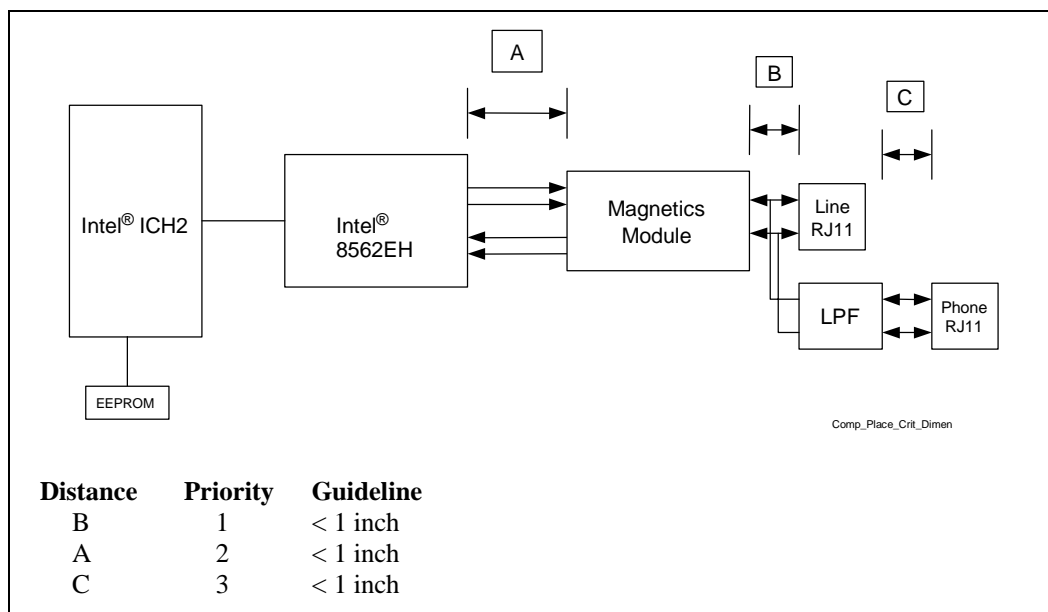 A
B
C
Intel® ICH2
Intel®
8562EH
Magnetics
Module
Line
RJ11
LPF
Phone
RJ11
EEPROM
Comp_Place_Crit_Dimen
Distance Priority Guideline
B 1 < 1 inch
A 2 < 1 inch
C 3 < 1 inch